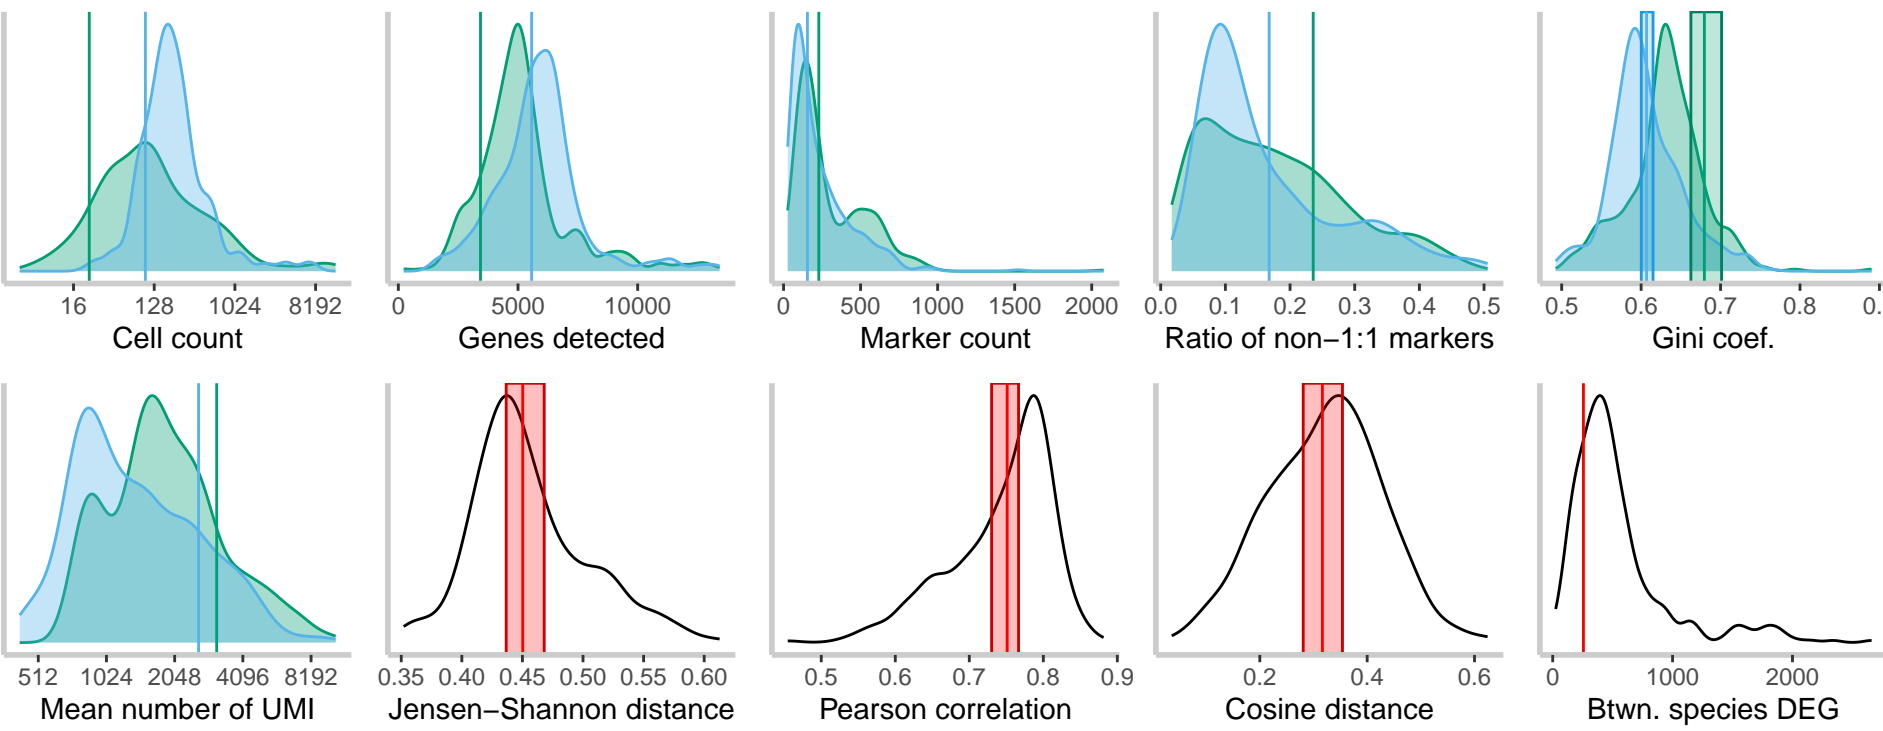 16 128 1024 8192
Cell count
0 5000 10000
Genes detected
0 500 1000 1500 2000
Marker count
0.0 0.1 0.2 0.3 0.4 0.5
Ratio of non−1:1 markers
0.5 0.6 0.7 0.8 0.
Gini coef.
512 1024 2048 4096 8192
Mean number of UMI
0.35 0.40 0.45 0.50 0.55 0.60
Jensen−Shannon distance
0.5 0.6 0.7 0.8 0.9
Pearson correlation
0.2 0.4 0.6
Cosine distance
0 1000 2000
Btwn. species DEG